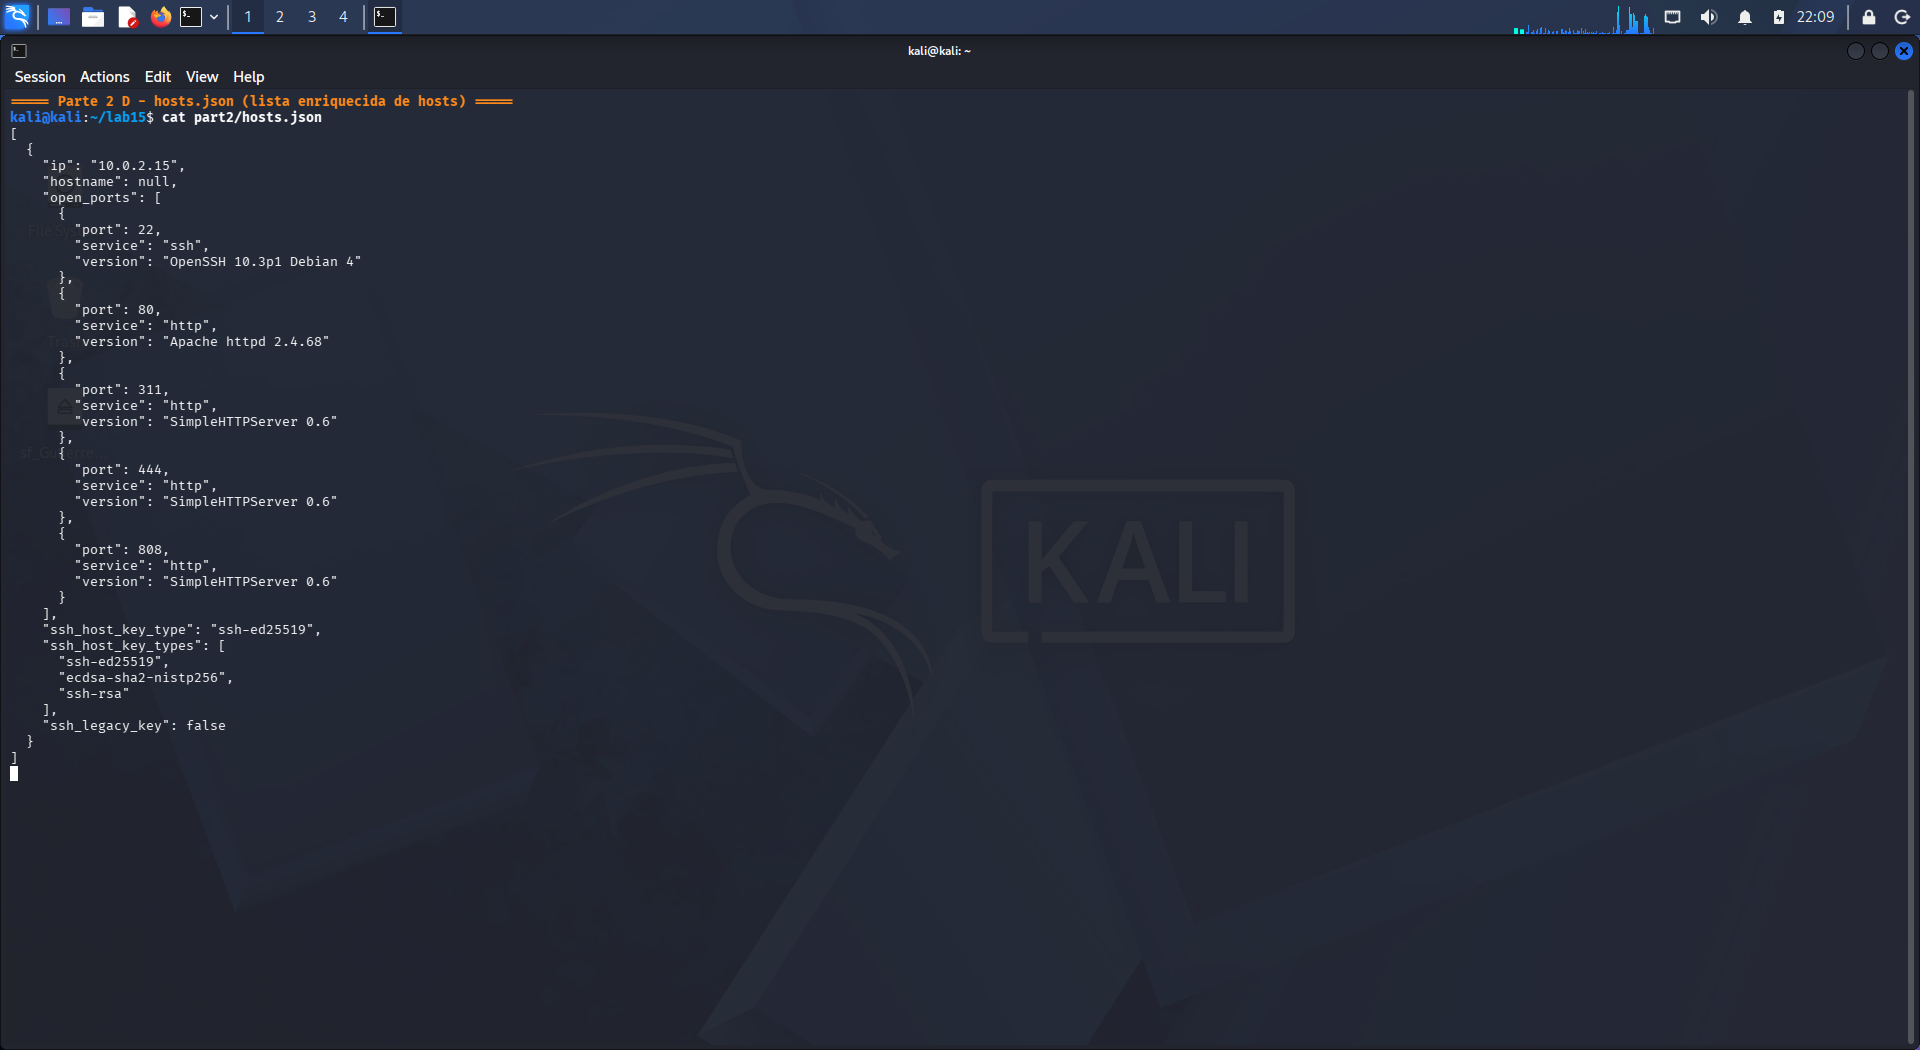 1 2 3 4 22:09
kali@kali: ~
Session Actions Edit View Help
===== Parte 2 D - hosts.json (lista enriquecida de hosts) =====
kali@kali:~/lab15$ cat part2/hosts.json
[
  {
    "ip": "10.0.2.15",
    "hostname": null,
    "open_ports": [
      {
        "port": 22,
        "service": "ssh",
        "version": "OpenSSH 10.3p1 Debian 4"
      },
      {
        "port": 80,
        "service": "http",
        "version": "Apache httpd 2.4.68"
      },
      {
        "port": 311,
        "service": "http",
        "version": "SimpleHTTPServer 0.6"
      },
      {
        "port": 444,
        "service": "http",
        "version": "SimpleHTTPServer 0.6"
      },
      {
        "port": 808,
        "service": "http",
        "version": "SimpleHTTPServer 0.6"
      }
    ],
    "ssh_host_key_type": "ssh-ed25519",
    "ssh_host_key_types": [
      "ssh-ed25519",
      "ecdsa-sha2-nistp256",
      "ssh-rsa"
    ],
    "ssh_legacy_key": false
  }
]
KALI